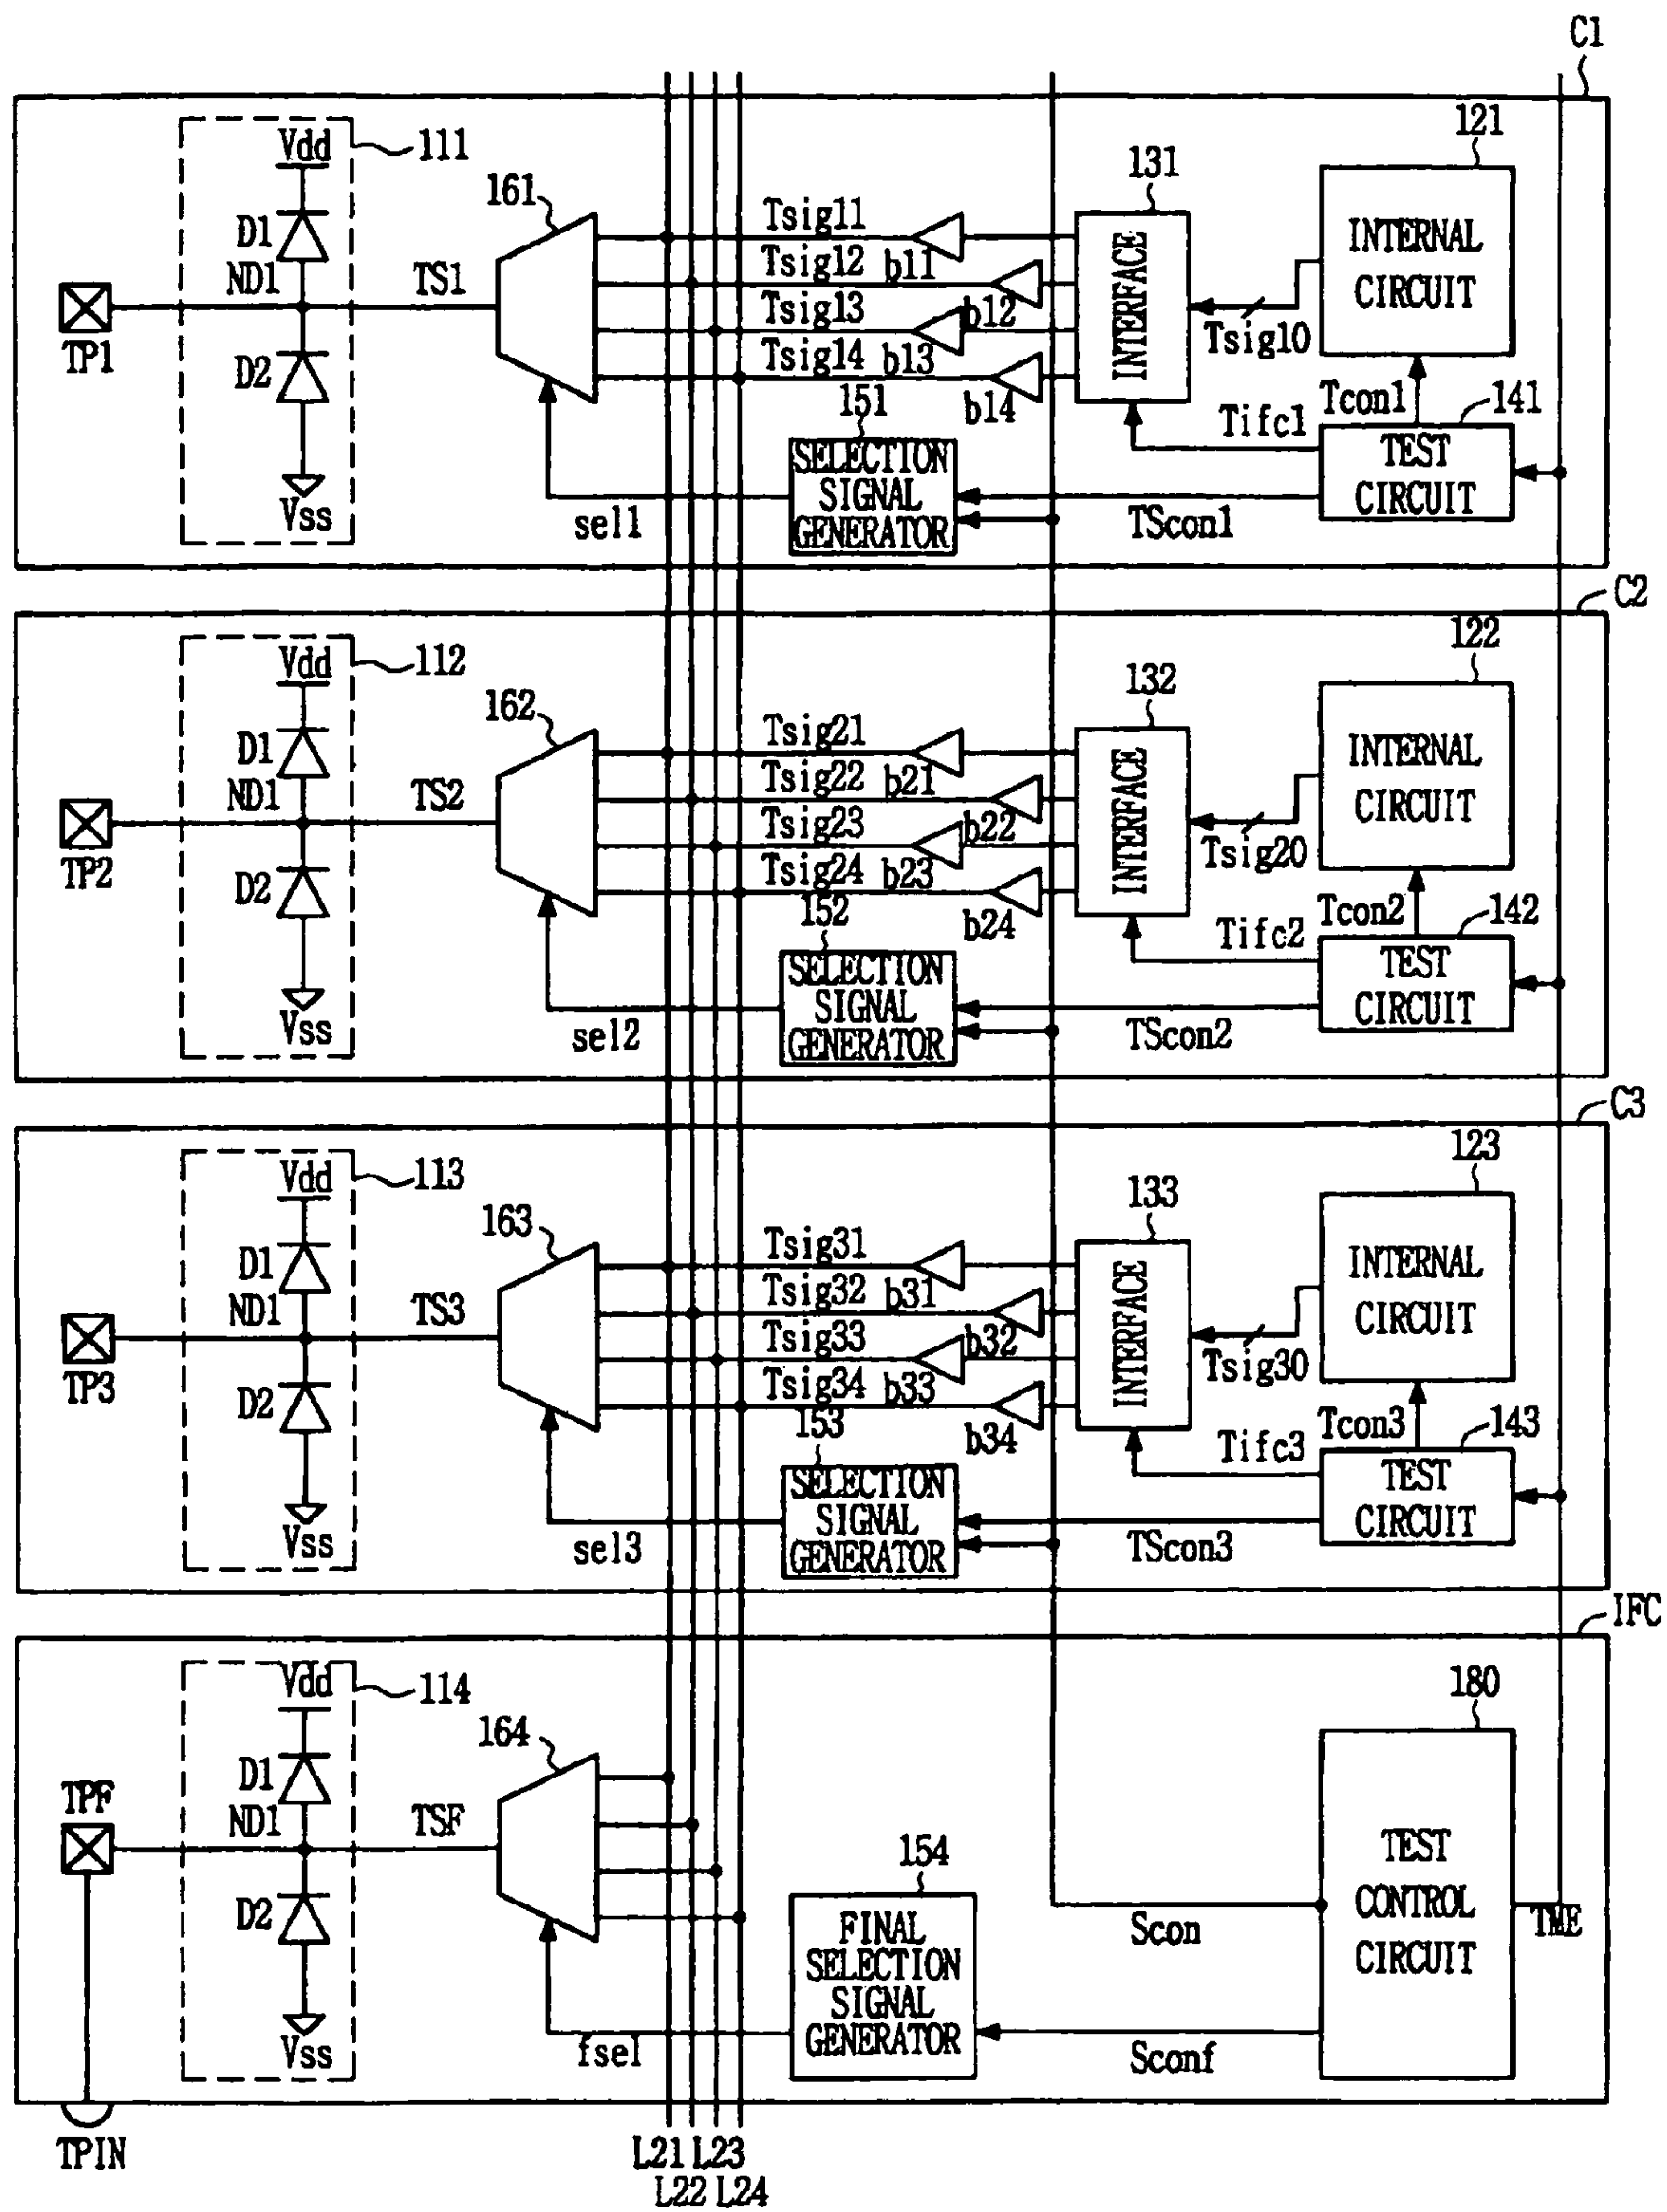 C1
Vdd
111
161
D1
ND1
TS1
TP1
D2
Vss
Tsig11
Tsig12
b11
Tsig13
b12
Tsig14
b13
b14
131
INTERFACE
121
INTERNAL
CIRCUIT
Tsig10
Tcon1
141
Tifc1
TEST
CIRCUIT
151
SELECTION
SIGNAL
GENERATOR
sel1
TScon1
C2
Vdd
112
162
D1
ND1
TS2
TP2
D2
Vss
Tsig21
Tsig22
b21
Tsig23
b22
Tsig24
b23
b24
132
INTERFACE
122
INTERNAL
CIRCUIT
Tsig20
Tcon2
142
Tifc2
TEST
CIRCUIT
152
SELECTION
SIGNAL
GENERATOR
sel2
TScon2
C3
Vdd
113
163
D1
ND1
TS3
TP3
D2
Vss
Tsig31
Tsig32
b31
Tsig33
b32
Tsig34
b33
b34
133
INTERFACE
123
INTERNAL
CIRCUIT
Tsig30
Tcon3
143
Tifc3
TEST
CIRCUIT
153
SELECTION
SIGNAL
GENERATOR
sel3
TScon3
IFC
Vdd
114
164
TPF
D1
ND1
TSF
D2
Vss
154
FINAL
SELECTION
SIGNAL
GENERATOR
fsel
180
TEST
CONTROL
CIRCUIT
Scon
TME
Sconf
TPIN
L21
L23
L22
L24